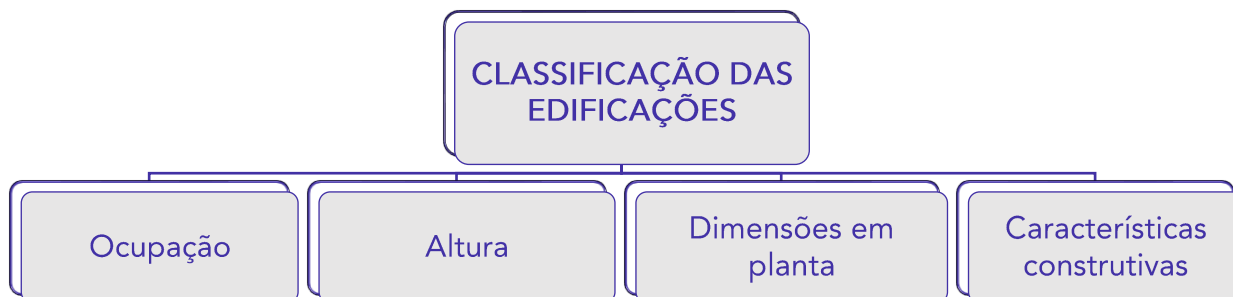 CLASSIFICAÇÃO DAS
EDIFICAÇÕES
Ocupação
Altura
Dimensões em
planta
Características
construtivas